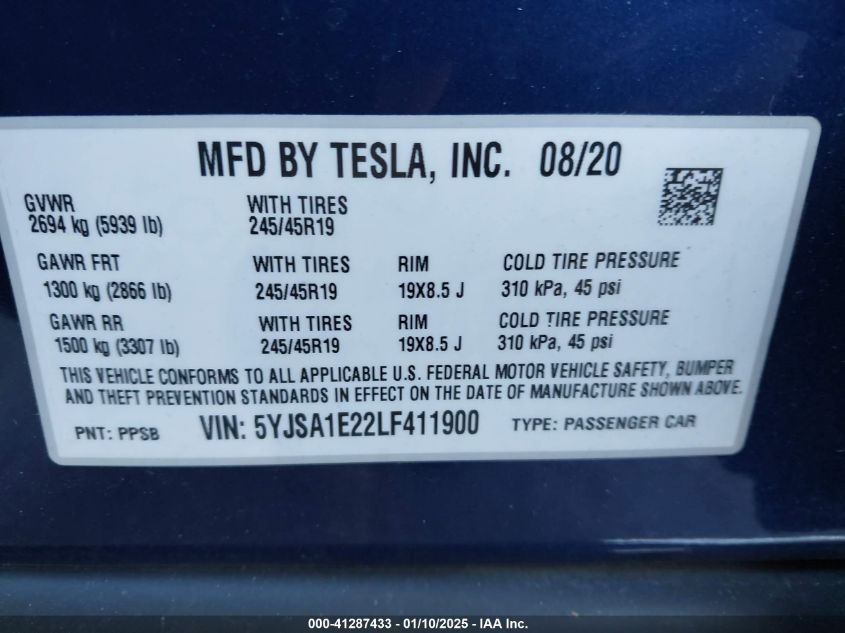 MFD BY TESLA, INC. 08/20
GVWR WITH TIRES
2694 kg (5939 lb) 245/45R19
GAWR FRT WITH TIRES RIM COLD TIRE PRESSURE
1300 kg (2866 lb) 245/45R19 19X8.5 J 310 kPa, 45 psi
GAWR RR WITH TIRES RIM COLD TIRE PRESSURE
1500 kg (3307 lb) 245/45R19 19X8.5 J 310 kPa, 45 psi
THIS VEHICLE CONFORMS TO ALL APPLICABLE U.S. FEDERAL MOTOR VEHICLE SAFETY, BUMPER
AND THEFT PREVENTION STANDARDS IN EFFECT ON THE DATE OF MANUFACTURE SHOWN ABOVE.
PNT: PPSB VIN: 5YJSA1E22LF411900 TYPE: PASSENGER CAR
000-41287433 - 01/10/2025 - IAA Inc.